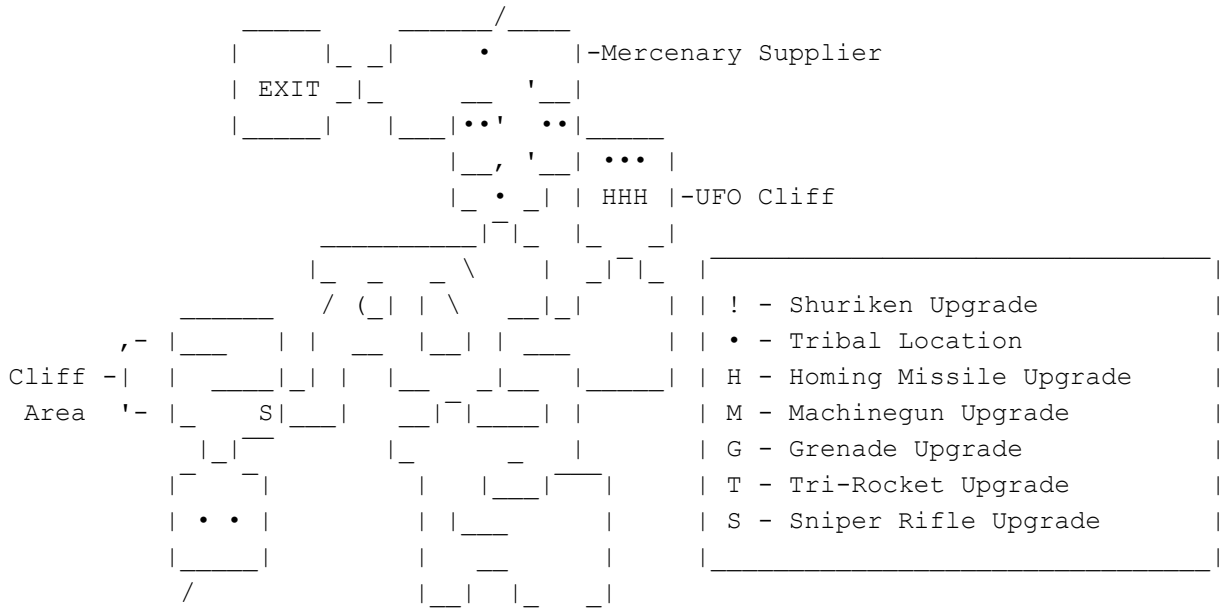 -Mercenary Supplier
EXIT
HHH -UFO Cliff
! - Shuriken Upgrade
• - Tribal Location
Cliff - H - Homing Missile Upgrade
Area '- S M - Machinegun Upgrade
G - Grenade Upgrade
T - Tri-Rocket Upgrade
S - Sniper Rifle Upgrade